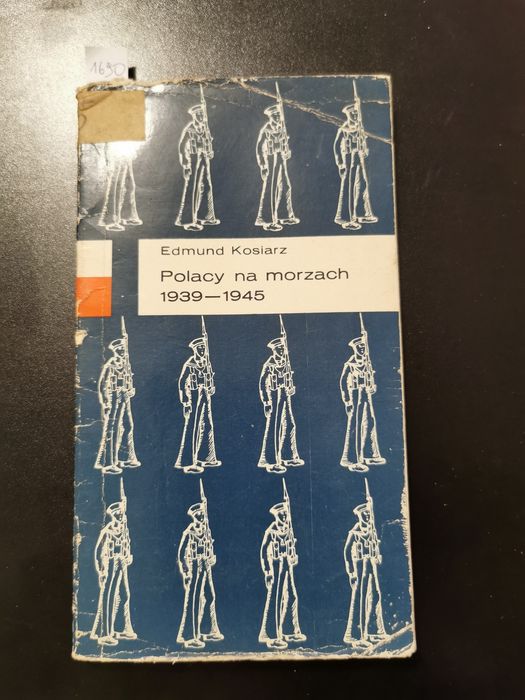 1690
Edmund Kosiarz
Polacy na morzach
1939—1945